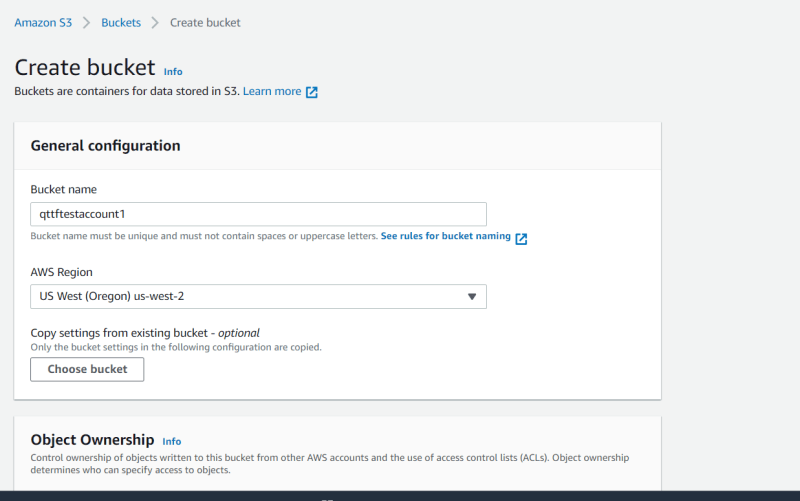 Amazon S3 > Buckets > Create bucket
Create bucket Info
Buckets are containers for data stored in S3. Learn more
General configuration
Bucket name
qttftestaccount1
Bucket name must be unique and must not contain spaces or uppercase letters. See rules for bucket naming
AWS Region
US West (Oregon) us-west-2
Copy settings from existing bucket - optional
Only the bucket settings in the following configuration are copied.
Choose bucket
Object Ownership Info
Control ownership of objects written to this bucket from other AWS accounts and the use of access control lists (ACLs). Object ownership
determines who can specify access to objects.